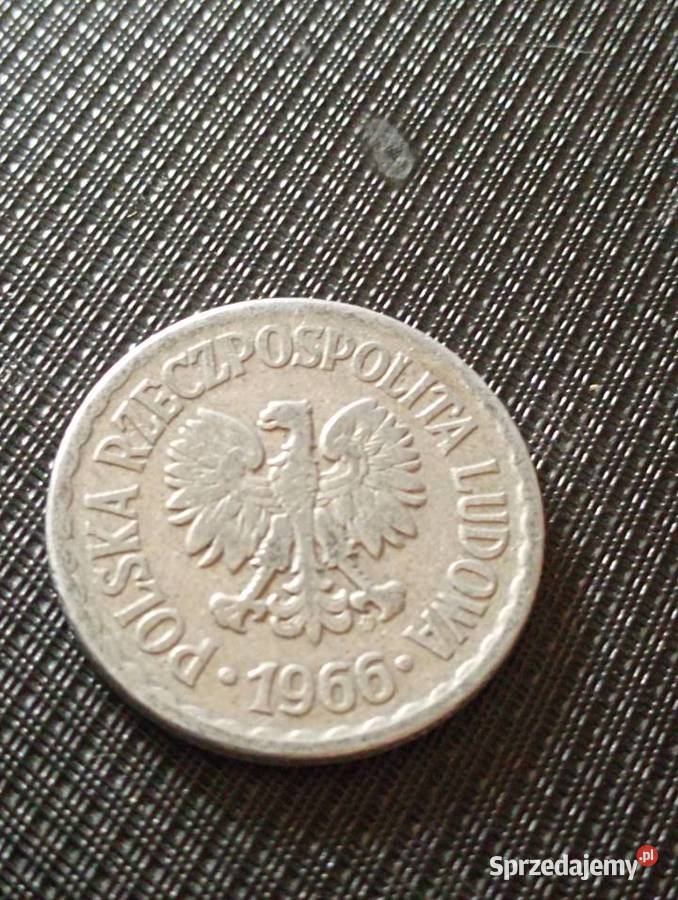 POLSKA RZECZPOSPOLITA LUDOWA
• 1966 •
Sprzedajemy.pl